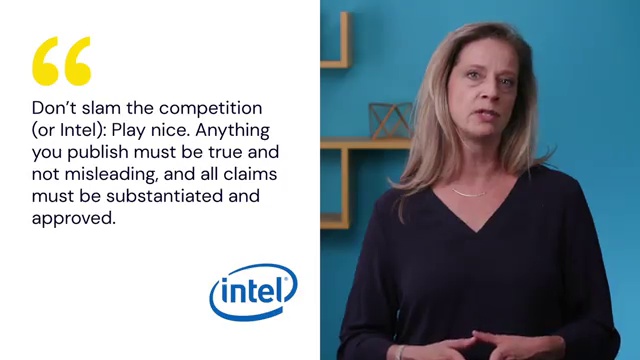 Don’t slam the competition
(or Intel): Play nice. Anything
you publish must be true and
not misleading, and all claims
must be substantiated and
approved.
intel